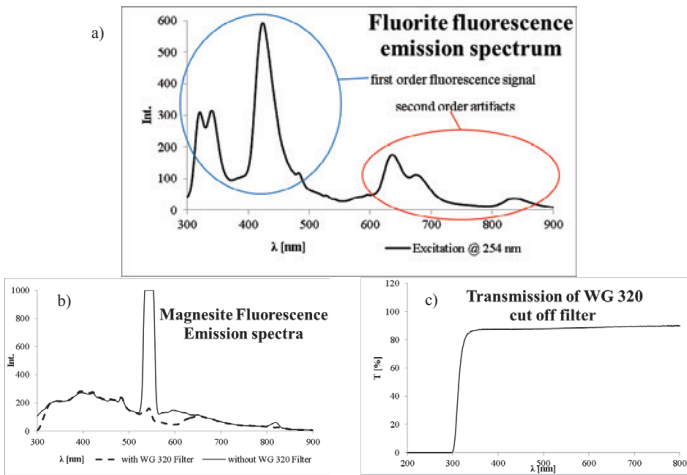 a)
Fluorite fluorescence
emission spectrum
first order fluorescence signal
second order artifacts
Int.
600
500
400
300
200
100
0
300 400 500 600 700 800 900
λ [nm]
Excitation @ 254 nm
b)
Magnesite Fluorescence
Emission spectra
Int.
1000
800
600
400
200
0
300 400 500 600 700 800 900
λ [nm]
with WG 320 Filter without WG 320 Filter
c)
Transmission of WG 320
cut off filter
T [%]
120
100
80
60
40
20
0
200 300 400 500 600 700 800
λ [nm]